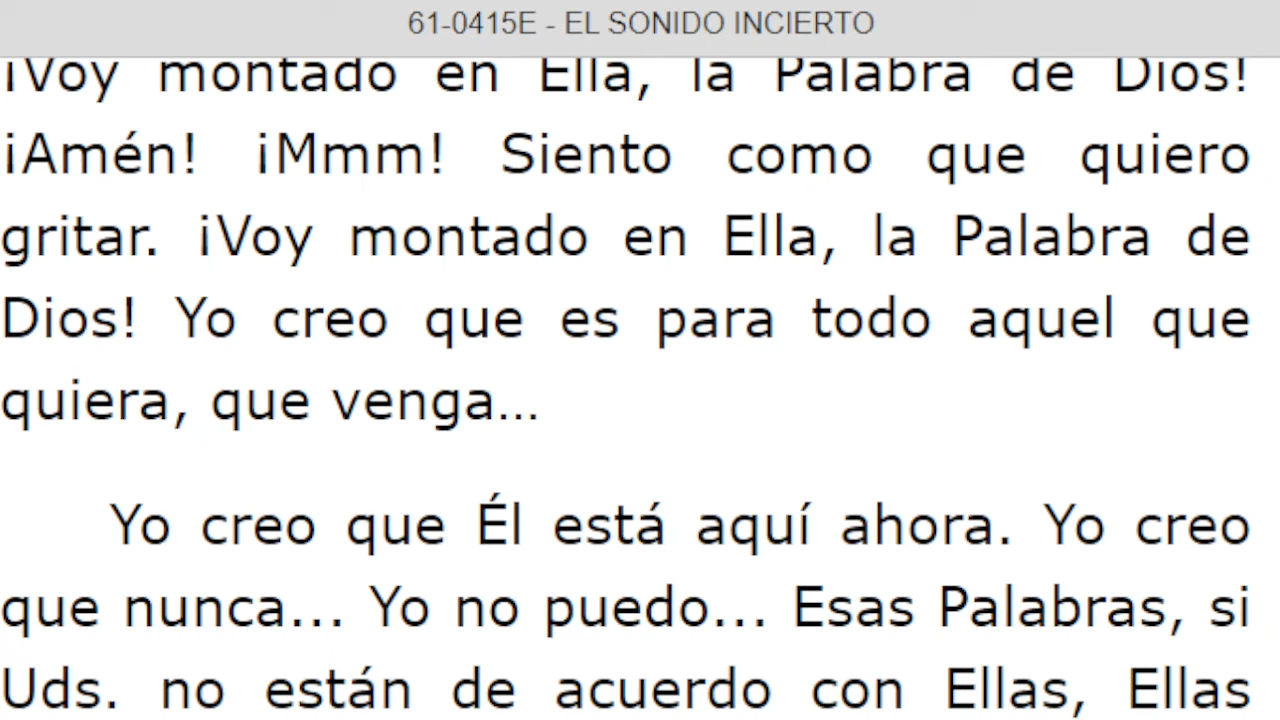 61-0415E - EL SONIDO INCIERTO
¡Voy montado en Ella, la Palabra de Dios!
¡Amén! ¡Mmm! Siento como que quiero
gritar. ¡Voy montado en Ella, la Palabra de
Dios! Yo creo que es para todo aquel que
quiera, que venga...
Yo creo que Él está aquí ahora. Yo creo
que nunca... Yo no puedo... Esas Palabras, si
Uds. no están de acuerdo con Ellas, Ellas